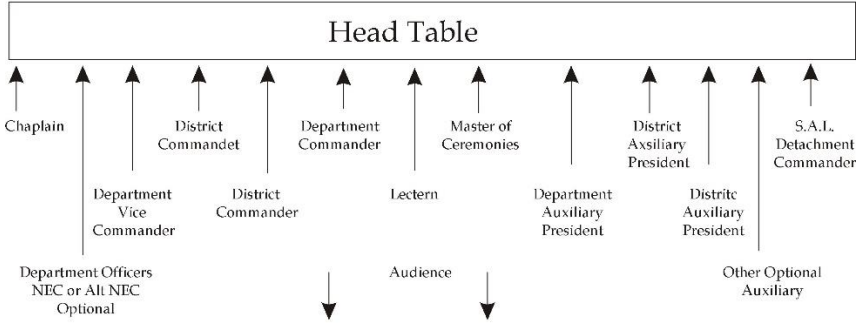 Head Table
Chaplain
District
Commandet
Department
Commander
Master of
Ceremonies
District
Axsiliary
President
S.A.L.
Detachment
Commander
Department
Vice
Commander
District
Commander
Lectern
Department
Auxiliary
President
Distritc
Auxiliary
President
Department Officers
NEC or Alt NEC
Optional
Audience
Other Optional
Auxiliary